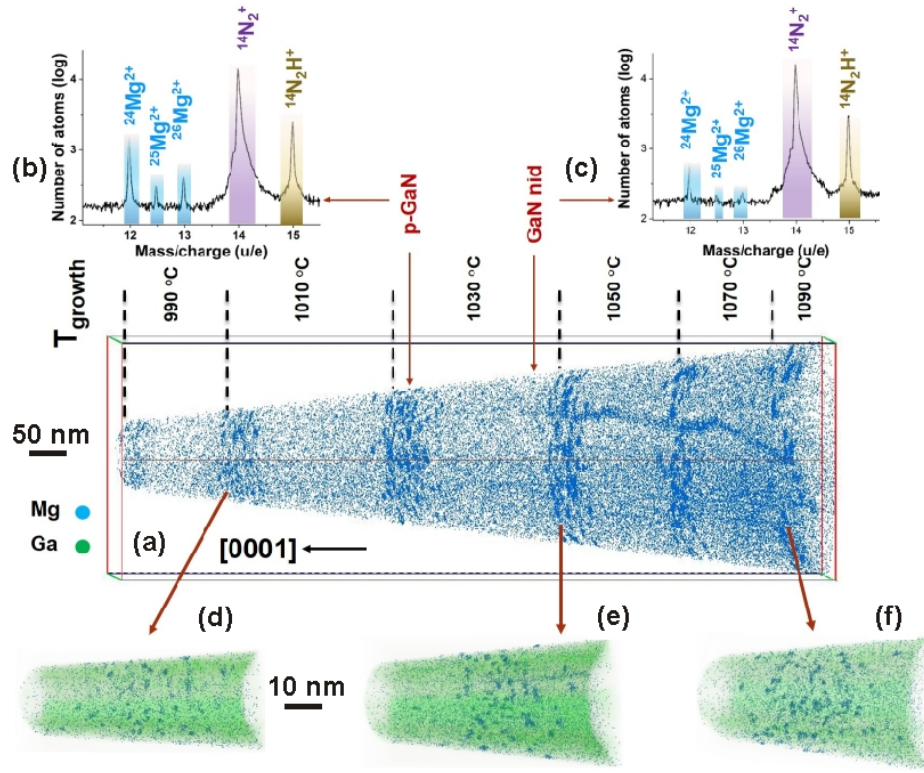 (b)
Number of atoms (log)
4
3
2
²⁴Mg²⁺
²⁵Mg²⁺
²⁶Mg²⁺
¹⁴N₂⁺
¹⁴N₂H⁺
12 13 14 15
Mass/charge (u/e)
p-GaN
GaN nid
(c)
Number of atoms (log)
4
3
2
²⁴Mg²⁺
²⁵Mg²⁺
²⁶Mg²⁺
¹⁴N₂⁺
¹⁴N₂H⁺
12 13 14 15
Mass/charge (u/e)
T growth
990 °C
1010 °C
1030 °C
1050 °C
1070 °C
1090 °C
50 nm
Mg
Ga
(a)
[0001]
(d)
(e)
(f)
10 nm